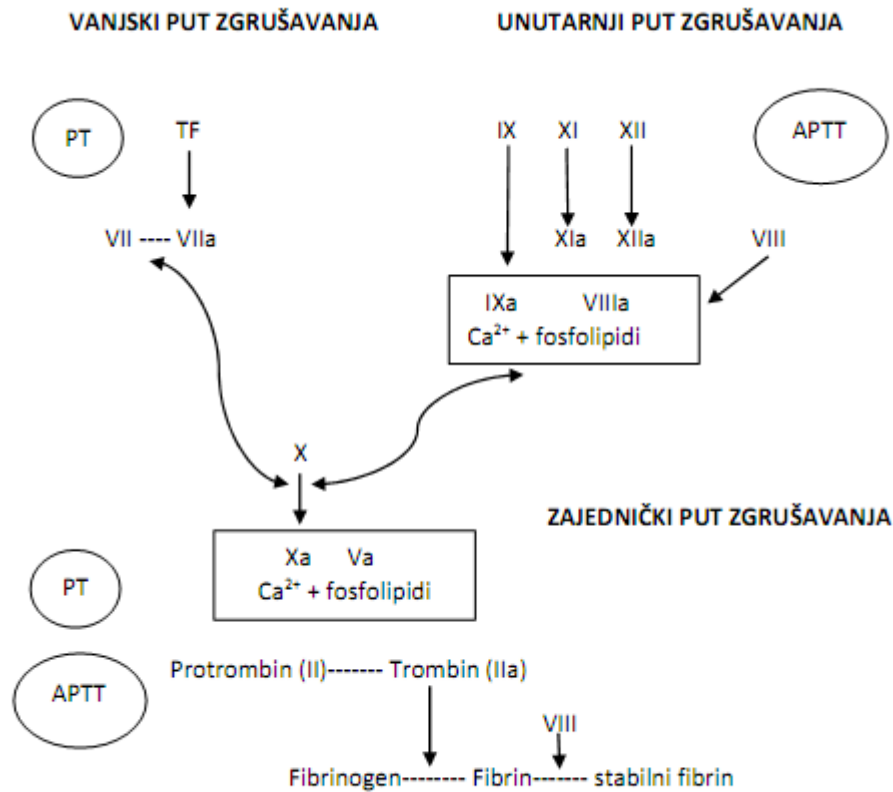 VANJSKI PUT ZGRUŠAVANJA UNUTARNJI PUT ZGRUŠAVANJA
PT TF IX XI XII APTT
VII ---- VIIa XIa XIIa VIII
IXa VIIIa
Ca²⁺ + fosfolipidi
X
ZAJEDNIČKI PUT ZGRUŠAVANJA
Xa Va
PT Ca²⁺ + fosfolipidi
Protrombin (II)------- Trombin (IIa)
APTT
VIII
Fibrinogen-------- Fibrin------- stabilni fibrin